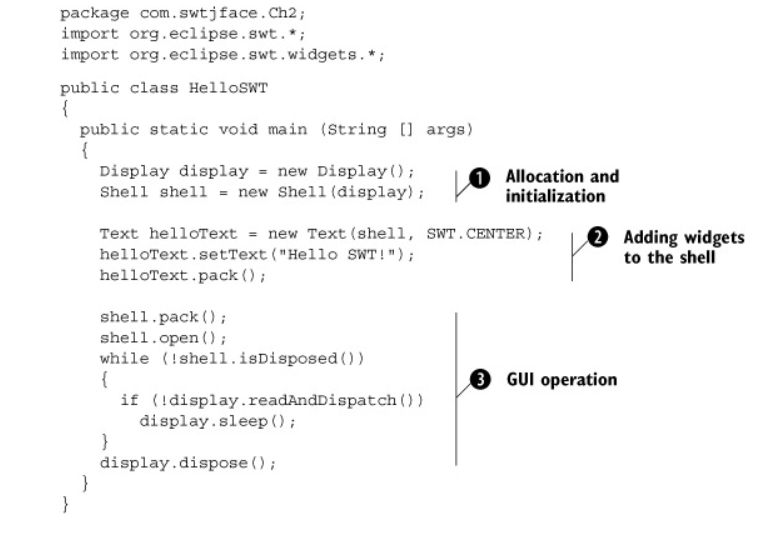 package com.swtjface.Ch2;
import org.eclipse.swt.*;
import org.eclipse.swt.widgets.*;
public class HelloSWT
{
public static void main (String [] args)
{
Display display = new Display();
Shell shell = new Shell(display);
1 Allocation and
initialization
Text helloText = new Text(shell, SWT.CENTER);
helloText.setText("Hello SWT!");
helloText.pack();
2 Adding widgets
to the shell
shell.pack();
shell.open();
while (!shell.isDisposed())
{
if (!display.readAndDispatch())
display.sleep();
}
display.dispose();
3 GUI operation
}
}